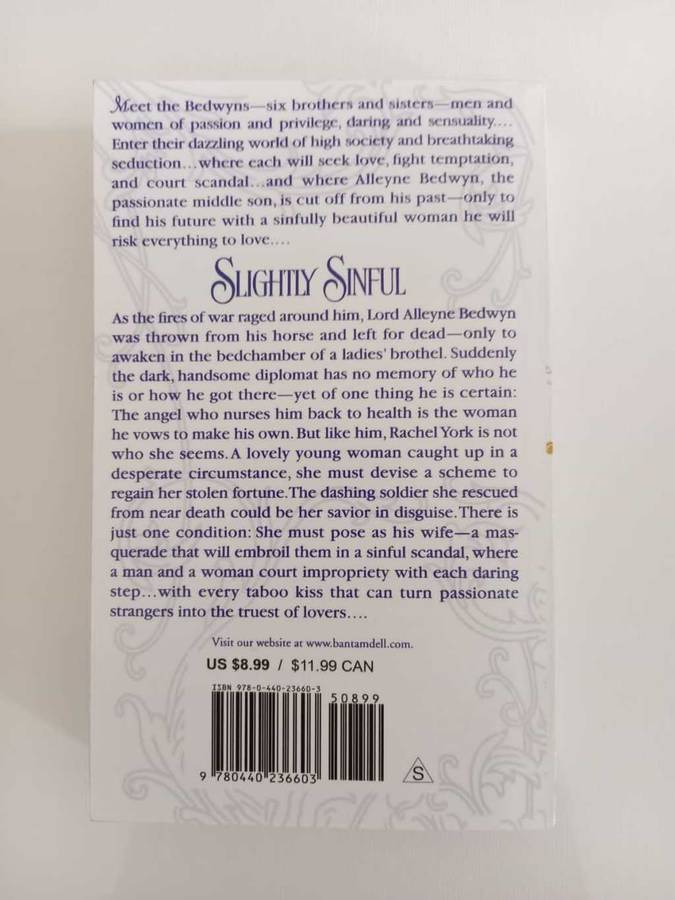 Meet the Bedwyns—six brothers and sisters—men and
women of passion and privilege, daring and sensuality....
Enter their dazzling world of high society and breathtaking
seduction...where each will seek love, fight temptation,
and court scandal...and where Alleyne Bedwyn, the
passionate middle son, is cut off from his past—only to
find his future with a sinfully beautiful woman he will
risk everything to love....
SLIGHTLY SINFUL
As the fires of war raged around him, Lord Alleyne Bedwyn
was thrown from his horse and left for dead—only to
awaken in the bedchamber of a ladies' brothel. Suddenly
the dark, handsome diplomat has no memory of who he
is or how he got there—yet of one thing he is certain:
The angel who nurses him back to health is the woman
he vows to make his own. But like him, Rachel York is not
who she seems. A lovely young woman caught up in a
desperate circumstance, she must devise a scheme to
regain her stolen fortune. The dashing soldier she rescued
from near death could be her savior in disguise. There is
just one condition: She must pose as his wife—a mas-
querade that will embroil them in a sinful scandal, where
a man and a woman court impropriety with each daring
step...with every taboo kiss that can turn passionate
strangers into the truest of lovers....
Visit our website at www.bantamdell.com.
US $8.99 / $11.99 CAN
ISBN 978-0-440-23660-3
50899
9 780440 236603
S